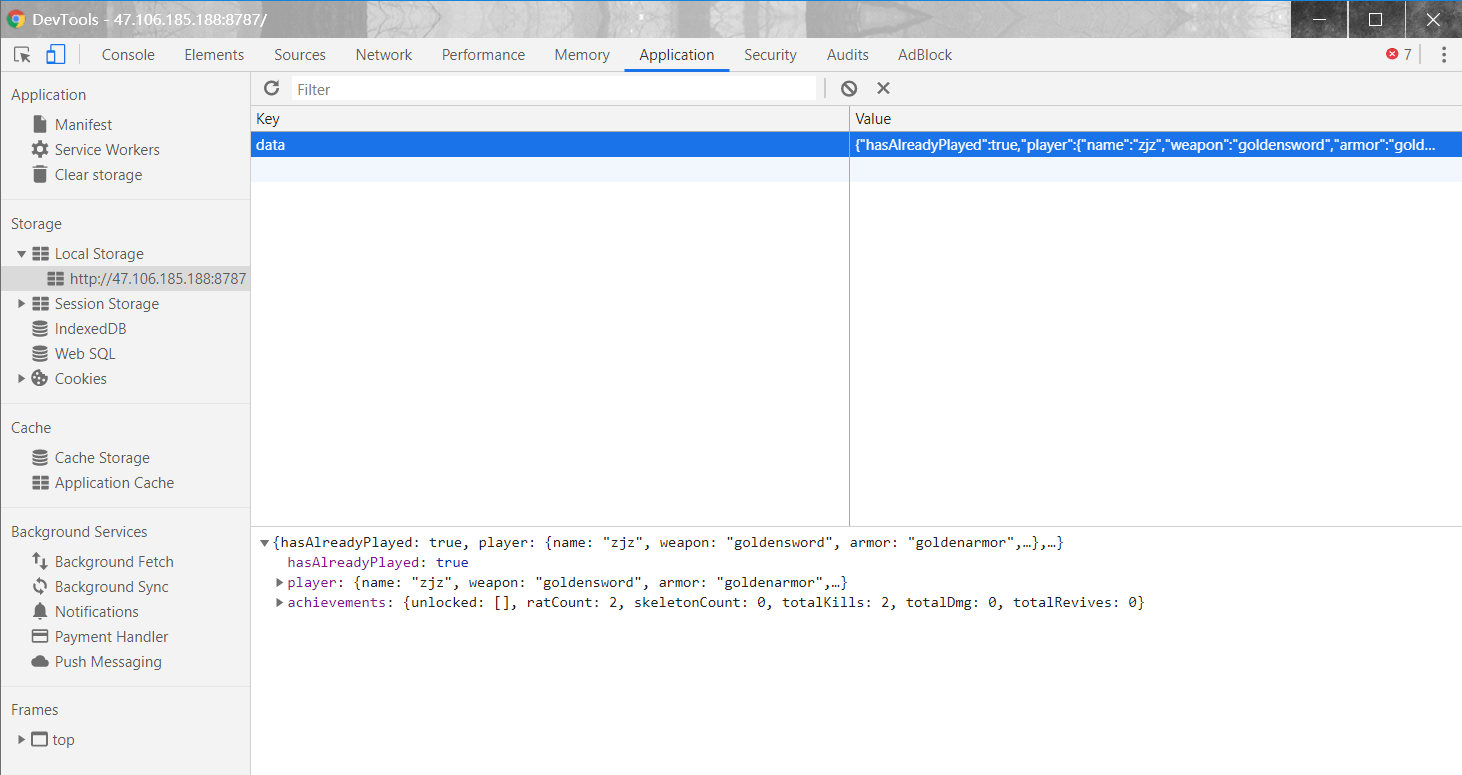 DevTools - 47.106.185.188:8787/
Console Elements Sources Network Performance Memory Application Security Audits AdBlock 7
Application
Manifest
Service Workers
Clear storage
Storage
Local Storage
http://47.106.185.188:8787
Session Storage
IndexedDB
Web SQL
Cookies
Cache
Cache Storage
Application Cache
Background Services
Background Fetch
Background Sync
Notifications
Payment Handler
Push Messaging
Frames
top
Filter
Key Value
data {"hasAlreadyPlayed":true,"player":{"name":"zjz","weapon":"goldensword","armor":"gold...
{hasAlreadyPlayed: true, player: {name: "zjz", weapon: "goldensword", armor: "goldenarmor",…},…}
hasAlreadyPlayed: true
player: {name: "zjz", weapon: "goldensword", armor: "goldenarmor",…}
achievements: {unlocked: [], ratCount: 2, skeletonCount: 0, totalKills: 2, totalDmg: 0, totalRevives: 0}